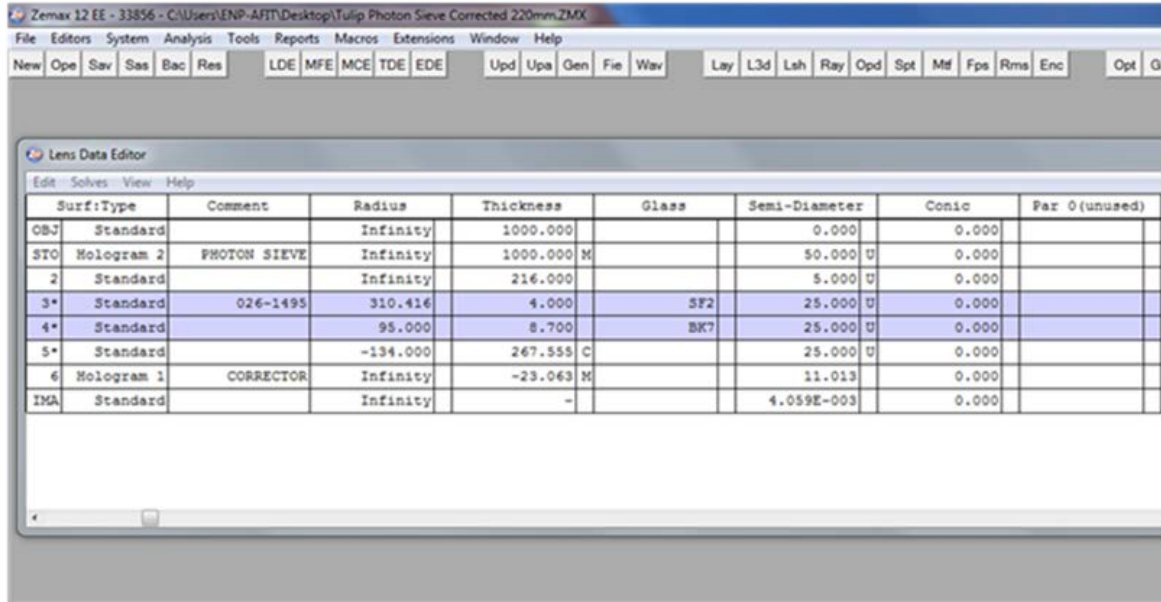 Zemax 12 EE - 33856 - C:\Users\ENP-AFIT\Desktop\Tulip Photon Sieve Corrected 220mm.ZMX
File Editors System Analysis Tools Reports Macros Extensions Window Help
New Ope Sav Sas Bac Res LDE MFE MCE TDE EDE Upd Upa Gen Fie Wav Lay L3d Lsh Ray Opd Spt Mtf Fps Rms Enc Opt G
Lens Data Editor
Edit Solves View Help
Surf:Type Comment Radius Thickness Glass Semi-Diameter Conic Par 0(unused)
OBJ Standard Infinity 1000.000 0.000 0.000
STO Hologram 2 PHOTON SIEVE Infinity 1000.000 M 50.000 U 0.000
2 Standard Infinity 216.000 5.000 U 0.000
3* Standard 026-1495 310.416 4.000 SF2 25.000 U 0.000
4* Standard 95.000 8.700 BK7 25.000 U 0.000
5* Standard -134.000 267.555 C 25.000 U 0.000
6 Hologram 1 CORRECTOR Infinity -23.063 M 11.013 0.000
IMA Standard Infinity - 4.059E-003 0.000